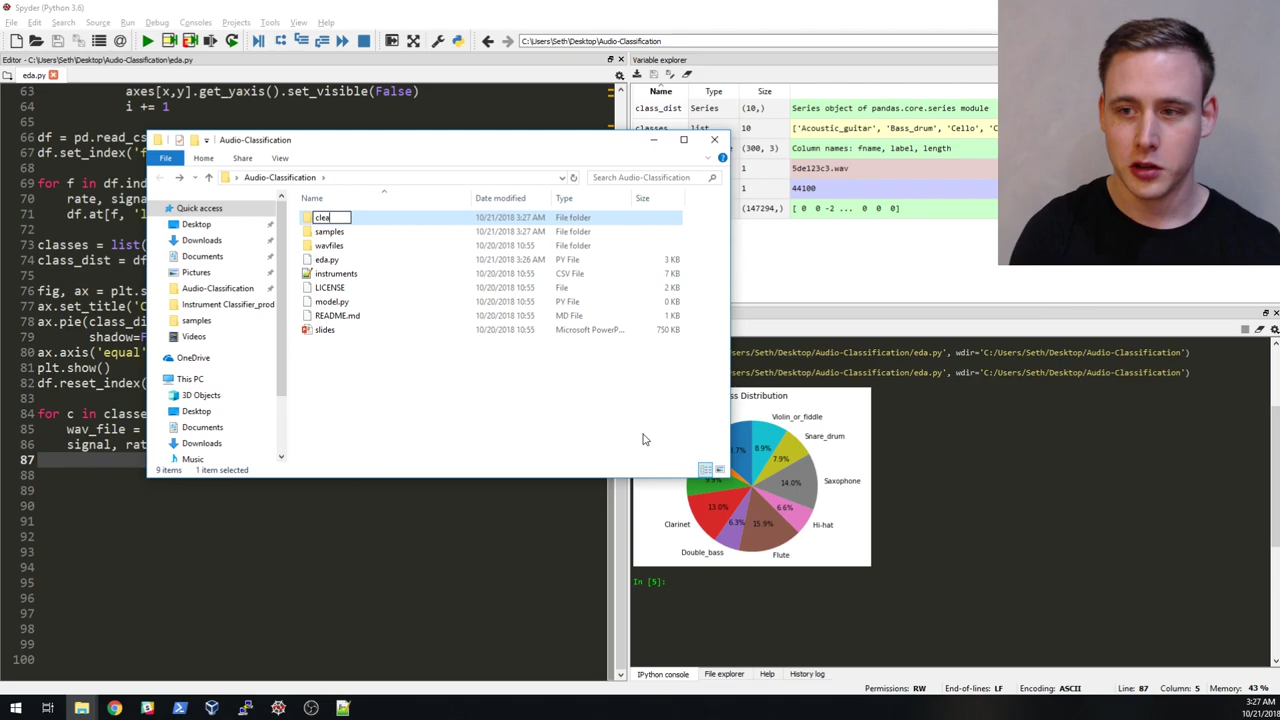 Spyder (Python 3.6)
File Edit Search Source Run Debug Consoles Projects Tools View Help
C:\Users\Seth\Desktop\Audio-Classification
Editor - C:\Users\Seth\Desktop\Audio-Classification\eda.py
eda.py
63 axes[x,y].get_yaxis().set_visible(False)
64 i += 1
65
66 df = pd.read_cs
67 df.set_index('f
68
69 for f in df.ind
70 rate, signa
71 df.at[f, 'l
72
73 classes = list(
74 class_dist = df
75
76 fig, ax = plt.s
77 ax.set_title('C
78 ax.pie(class_di
79 shadow=F
80 ax.axis('equal'
81 plt.show()
82 df.reset_index(
83
84 for c in classe
85 wav_file =
86 signal, rat
87
88
89
90
91
92
93
94
95
96
97
98
99
100
Audio-Classification
File Home Share View
Audio-Classification
Search Audio-Classification
Name Date modified Type Size
clea 10/21/2018 3:27 AM File folder
samples 10/21/2018 3:27 AM File folder
wavfiles 10/20/2018 10:55 File folder
eda.py 10/21/2018 3:26 AM PY File 3 KB
instruments 10/20/2018 10:55 CSV File 7 KB
LICENSE 10/20/2018 10:55 File 2 KB
model.py 10/20/2018 10:55 PY File 0 KB
README.md 10/20/2018 10:55 MD File 1 KB
slides 10/20/2018 10:55 Microsoft PowerP... 750 KB
Quick access
Desktop
Downloads
Documents
Pictures
Audio-Classification
Instrument Classifier_prod
samples
Videos
OneDrive
This PC
3D Objects
Desktop
Documents
Downloads
Music
9 items 1 item selected
Variable explorer
Name Type Size
class_dist Series (10,) Series object of pandas.core.series module
classes list 10 ['Acoustic_guitar', 'Bass_drum', 'Cello', 'C
(300, 3) Column names: fname, label, length
1 5de123c3.wav
1 44100
(147294,) [ 0 0 -2 ... 0 0 0]
ers/Seth/Desktop/Audio-Classification/eda.py', wdir='C:/Users/Seth/Desktop/Audio-Classification')
ers/Seth/Desktop/Audio-Classification/eda.py', wdir='C:/Users/Seth/Desktop/Audio-Classification')
ss Distribution
Violin_or_fiddle
Snare_drum
Saxophone
Hi-hat
Flute
Double_bass
Clarinet
8.9%
7.9%
14.0%
6.6%
15.9%
6.3%
13.0%
9.9%
.7%
In [5]:
IPython console File explorer Help History log
Permissions: RW End-of-lines: LF Encoding: ASCII Line: 87 Column: 5 Memory: 43 %
3:27 AM
10/21/2018